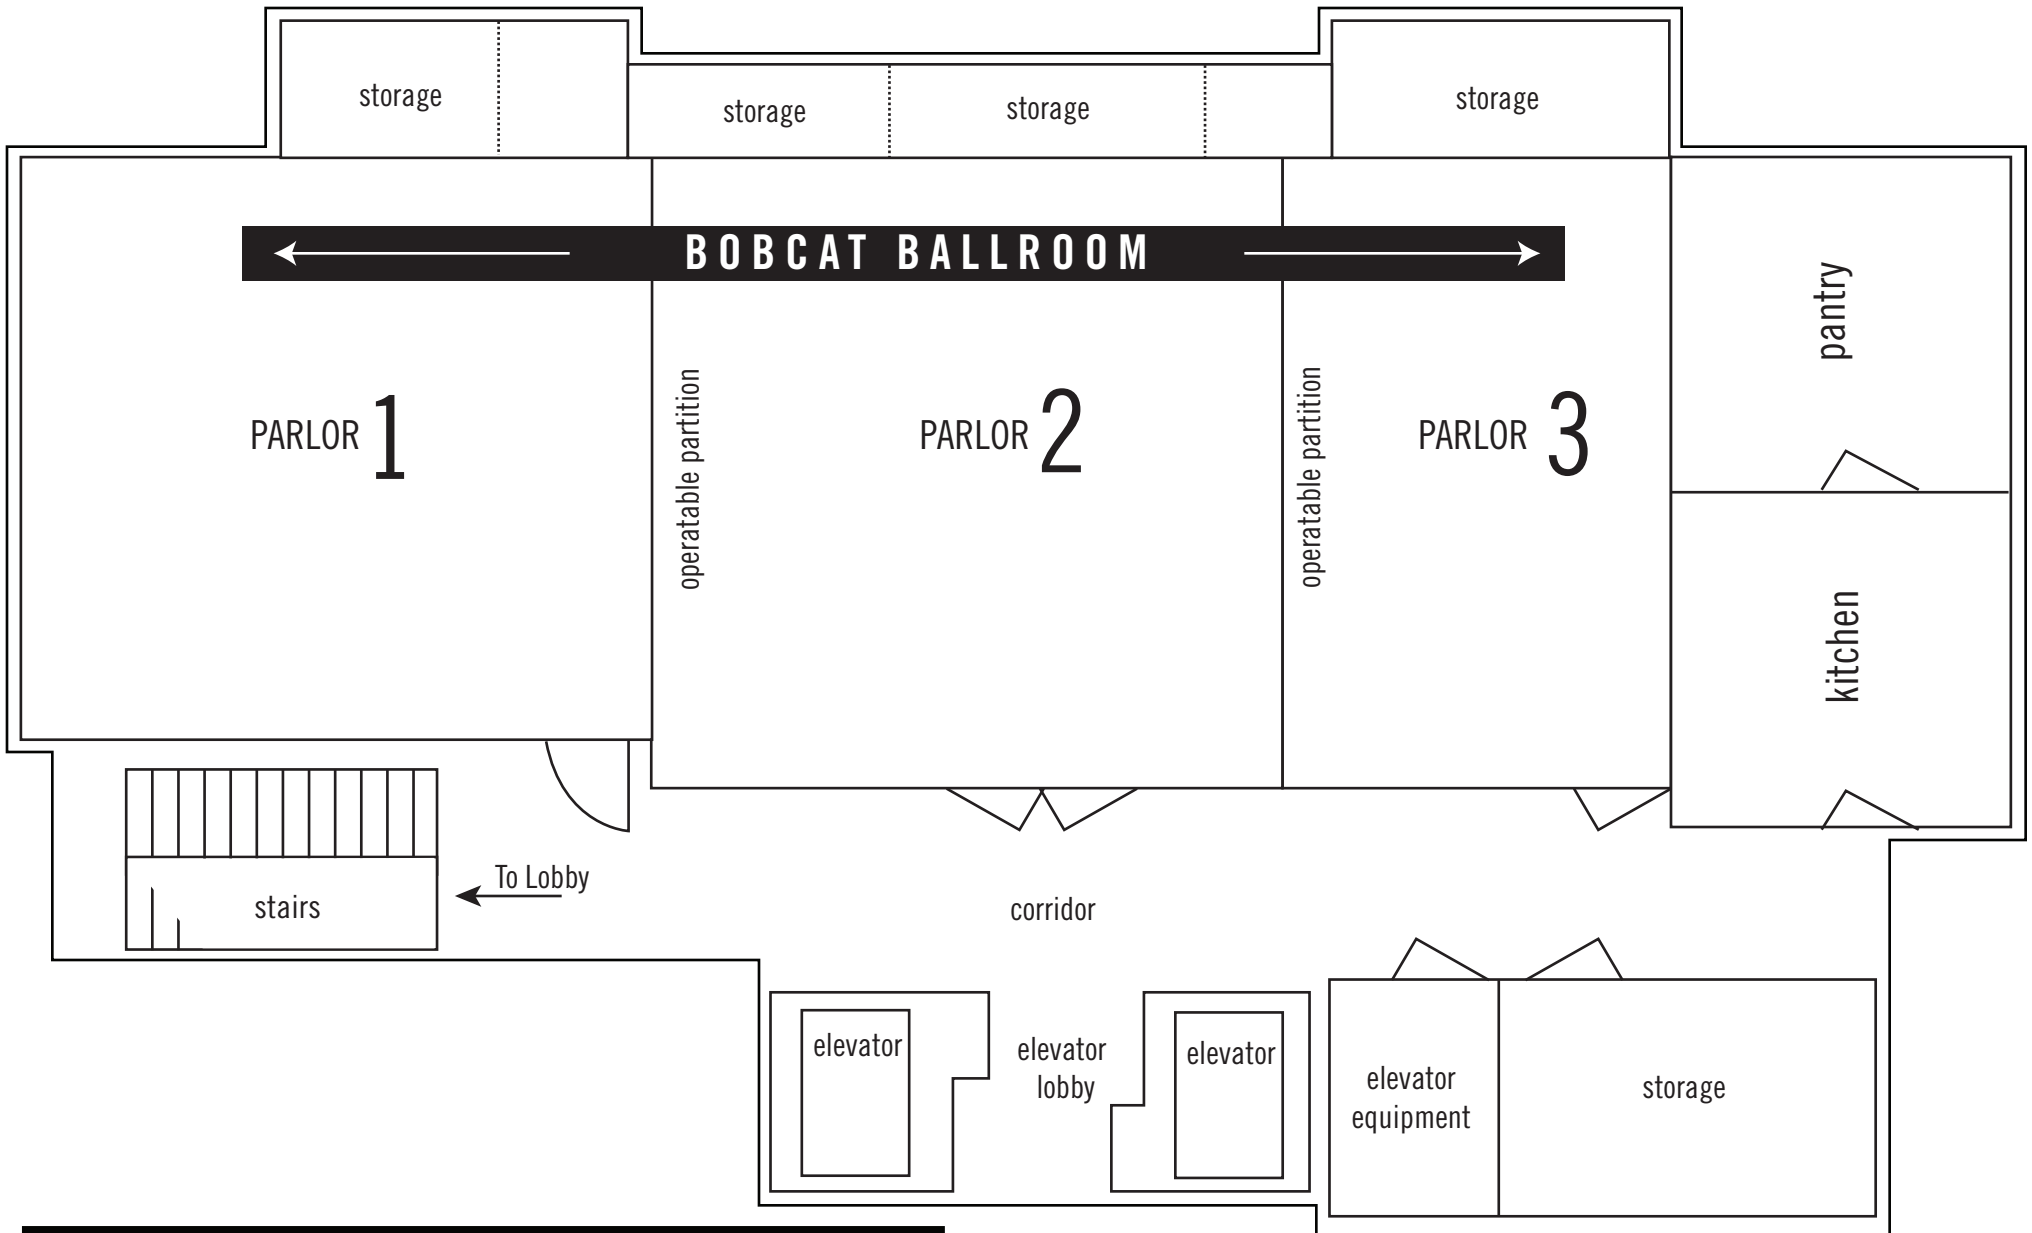 storage
storage
storage
storage
BOBCAT BALLROOM
pantry
operatable partition
operatable partition
PARLOR 1
PARLOR 2
PARLOR 3
kitchen
To Lobby
stairs
corridor
elevator
elevator
lobby
elevator
elevator
equipment
storage